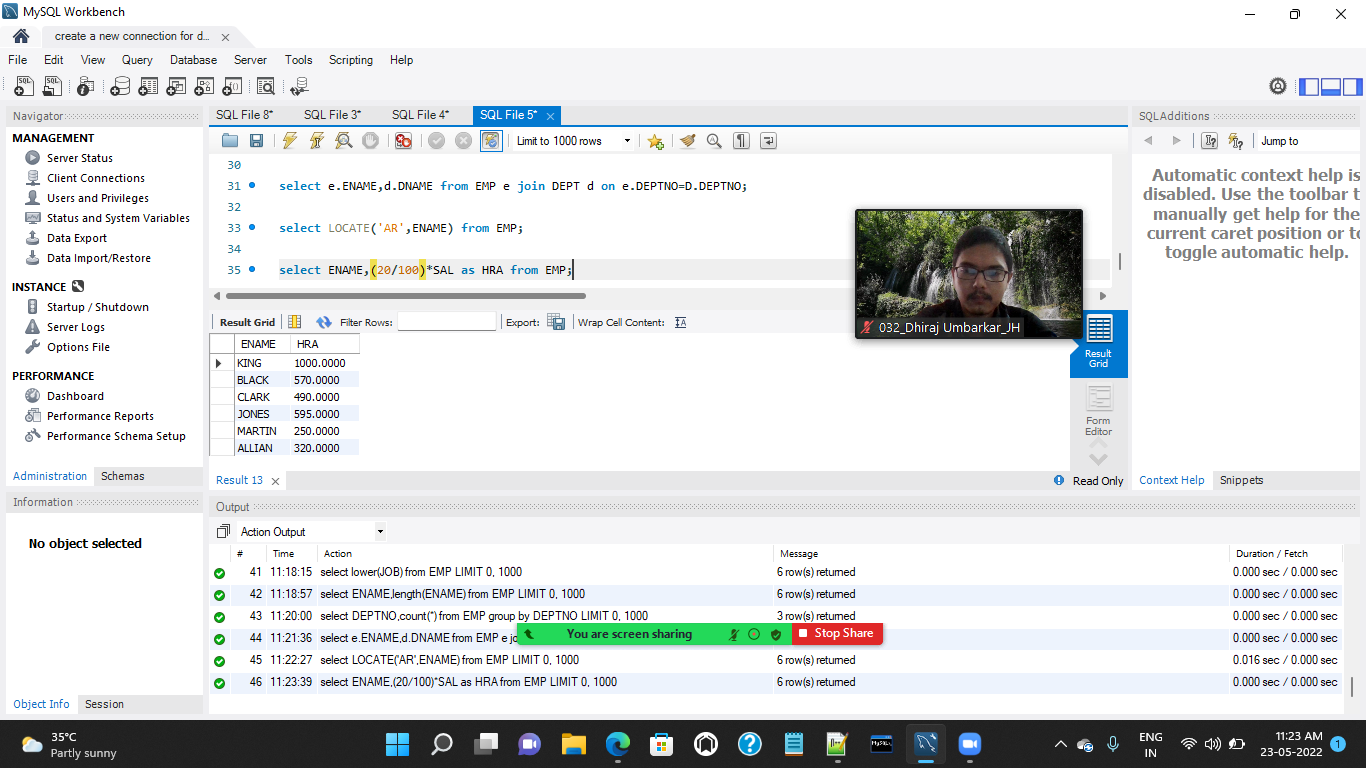 MySQL Workbench
create a new connection for d...
File Edit View Query Database Server Tools Scripting Help
Navigator
MANAGEMENT
Server Status
Client Connections
Users and Privileges
Status and System Variables
Data Export
Data Import/Restore
INSTANCE
Startup / Shutdown
Server Logs
Options File
PERFORMANCE
Dashboard
Performance Reports
Performance Schema Setup
Administration Schemas
Information
No object selected
Object Info Session
SQL File 8* SQL File 3* SQL File 4* SQL File 5*
Limit to 1000 rows
30
31 select e.ENAME,d.DNAME from EMP e join DEPT d on e.DEPTNO=D.DEPTNO;
32
33 select LOCATE('AR',ENAME) from EMP;
34
35 select ENAME,(20/100)*SAL as HRA from EMP;
032_Dhiraj Umbarkar_JH
Result Grid Filter Rows: Export: Wrap Cell Content:
ENAME HRA
KING 1000.0000
BLACK 570.0000
CLARK 490.0000
JONES 595.0000
MARTIN 250.0000
ALLIAN 320.0000
Result
Grid
Form
Editor
Result 13 Read Only
SQLAdditions
Jump to
Automatic context help is
disabled. Use the toolbar t
manually get help for the
current caret position or to
toggle automatic help.
Context Help Snippets
Output
Action Output
# Time Action Message Duration / Fetch
41 11:18:15 select lower(JOB) from EMP LIMIT 0, 1000 6 row(s) returned 0.000 sec / 0.000 sec
42 11:18:57 select ENAME,length(ENAME) from EMP LIMIT 0, 1000 6 row(s) returned 0.000 sec / 0.000 sec
43 11:20:00 select DEPTNO,count(*) from EMP group by DEPTNO LIMIT 0, 1000 3 row(s) returned 0.000 sec / 0.000 sec
44 11:21:36 select e.ENAME,d.DNAME from EMP e jo 0.000 sec / 0.000 sec
You are screen sharing Stop Share
45 11:22:27 select LOCATE('AR',ENAME) from EMP LIMIT 0, 1000 6 row(s) returned 0.016 sec / 0.000 sec
46 11:23:39 select ENAME,(20/100)*SAL as HRA from EMP LIMIT 0, 1000 6 row(s) returned 0.000 sec / 0.000 sec
35°C
Partly sunny
ENG
IN
11:23 AM
23-05-2022
1